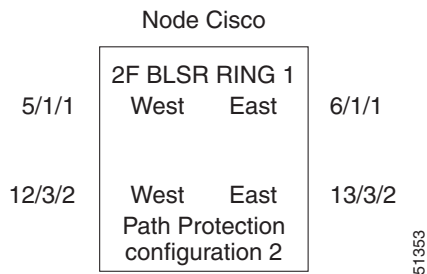 Node Cisco
2F BLSR RING 1
5/1/1 West East 6/1/1
12/3/2 West East 13/3/2
Path Protection
configuration 2
51353